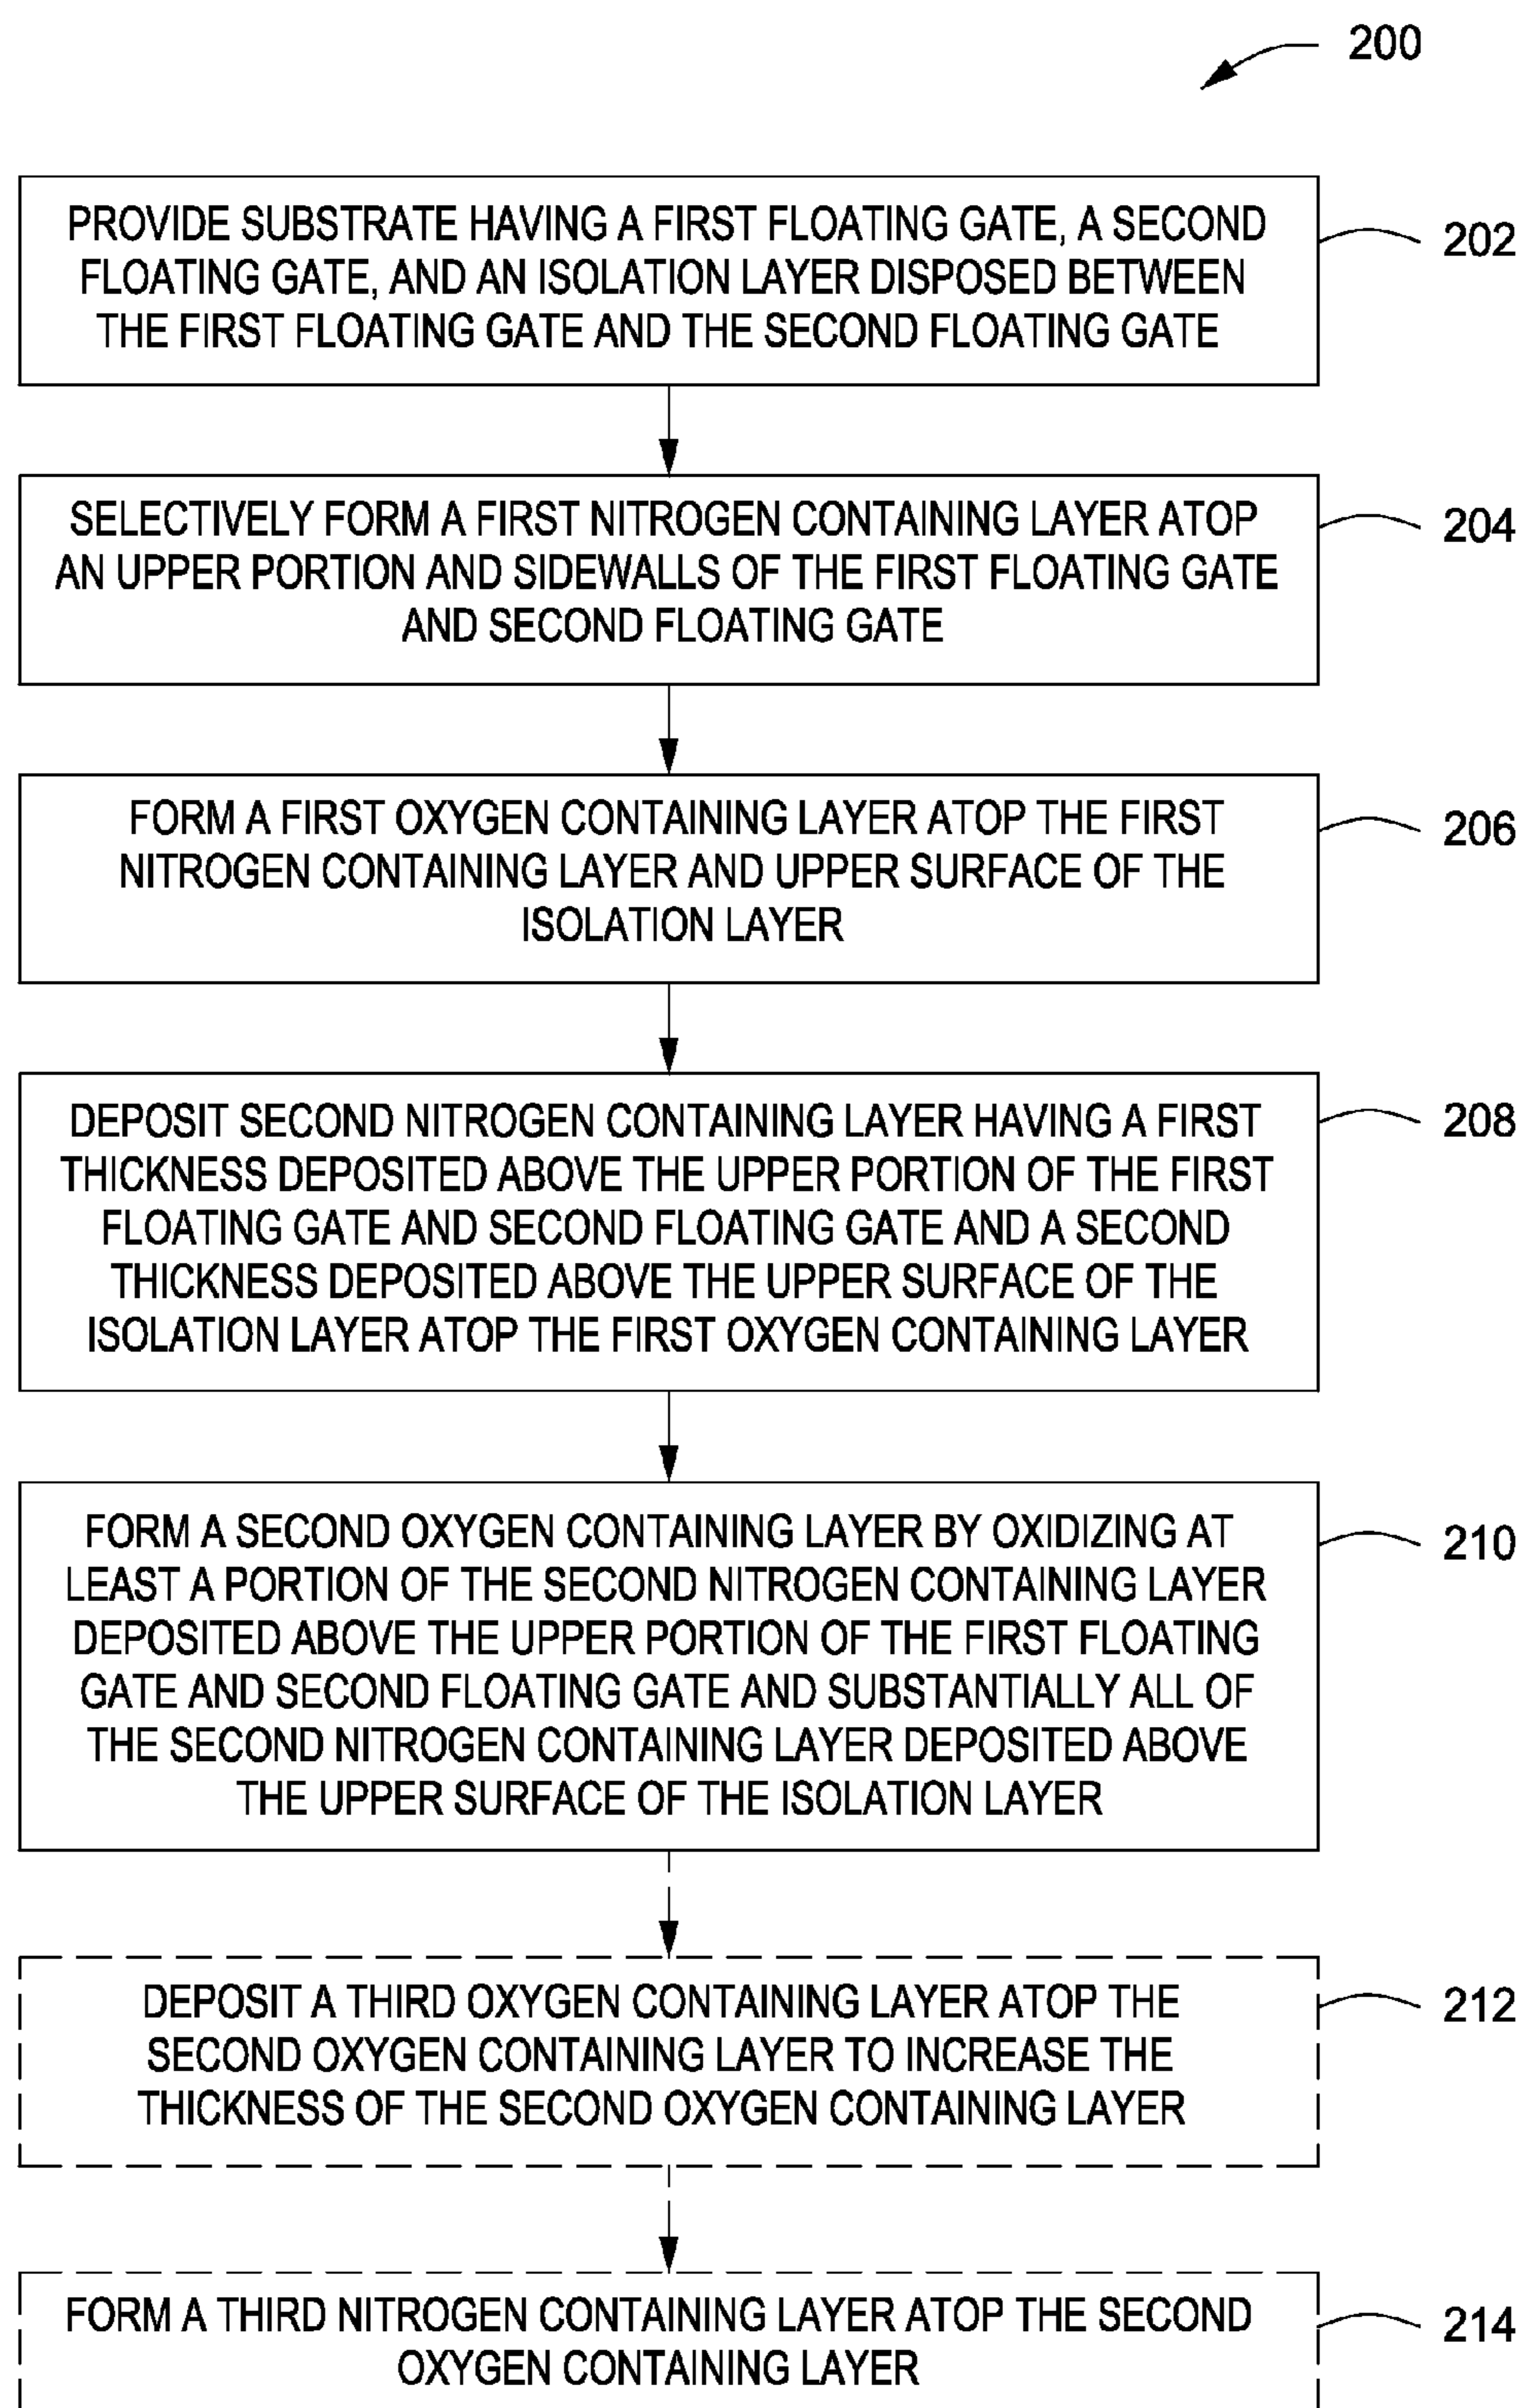 200
PROVIDE SUBSTRATE HAVING A FIRST FLOATING GATE, A SECOND
FLOATING GATE, AND AN ISOLATION LAYER DISPOSED BETWEEN
THE FIRST FLOATING GATE AND THE SECOND FLOATING GATE
202
SELECTIVELY FORM A FIRST NITROGEN CONTAINING LAYER ATOP
AN UPPER PORTION AND SIDEWALLS OF THE FIRST FLOATING GATE
AND SECOND FLOATING GATE
204
FORM A FIRST OXYGEN CONTAINING LAYER ATOP THE FIRST
NITROGEN CONTAINING LAYER AND UPPER SURFACE OF THE
ISOLATION LAYER
206
DEPOSIT SECOND NITROGEN CONTAINING LAYER HAVING A FIRST
THICKNESS DEPOSITED ABOVE THE UPPER PORTION OF THE FIRST
FLOATING GATE AND SECOND FLOATING GATE AND A SECOND
THICKNESS DEPOSITED ABOVE THE UPPER SURFACE OF THE
ISOLATION LAYER ATOP THE FIRST OXYGEN CONTAINING LAYER
208
FORM A SECOND OXYGEN CONTAINING LAYER BY OXIDIZING AT
LEAST A PORTION OF THE SECOND NITROGEN CONTAINING LAYER
DEPOSITED ABOVE THE UPPER PORTION OF THE FIRST FLOATING
GATE AND SECOND FLOATING GATE AND SUBSTANTIALLY ALL OF
THE SECOND NITROGEN CONTAINING LAYER DEPOSITED ABOVE
THE UPPER SURFACE OF THE ISOLATION LAYER
210
DEPOSIT A THIRD OXYGEN CONTAINING LAYER ATOP THE
SECOND OXYGEN CONTAINING LAYER TO INCREASE THE
THICKNESS OF THE SECOND OXYGEN CONTAINING LAYER
212
FORM A THIRD NITROGEN CONTAINING LAYER ATOP THE SECOND
OXYGEN CONTAINING LAYER
214